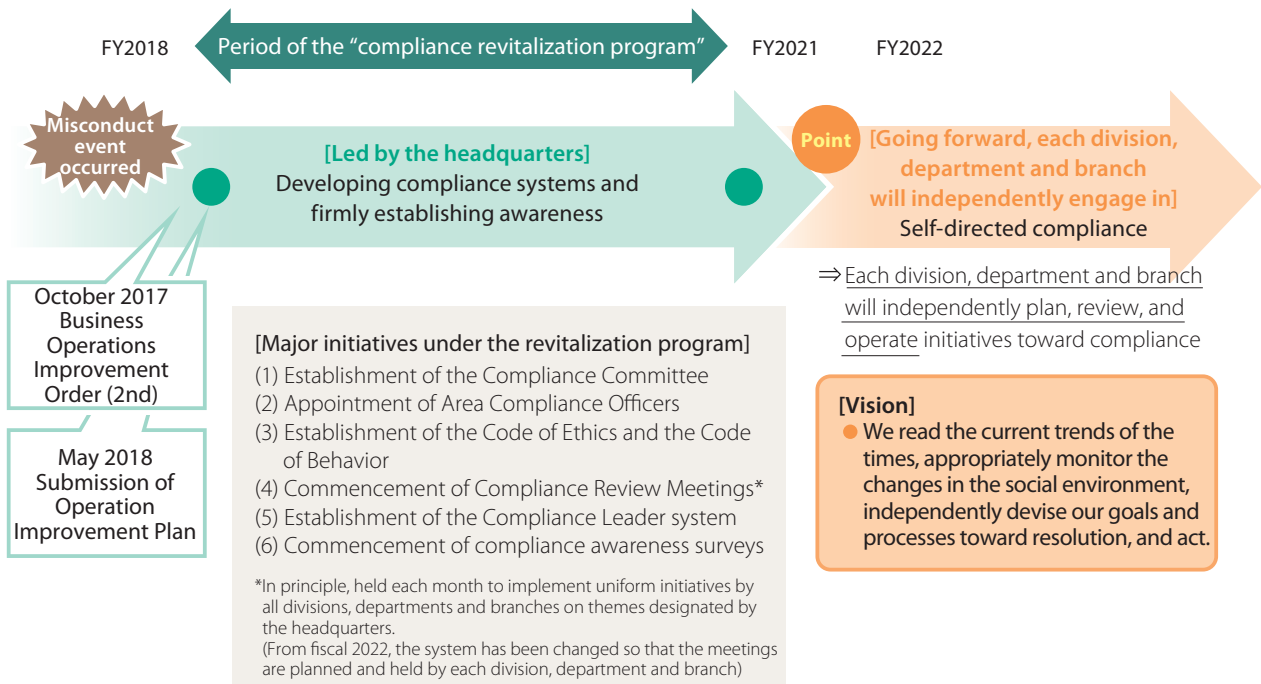 FY2018
Period of the “compliance revitalization program”
FY2021
FY2022
Misconduct
event
occurred
[Led by the headquarters]
Developing compliance systems and
firmly establishing awareness
Point
[Going forward, each division,
department and branch
will independently engage in]
Self-directed compliance
⇒ Each division, department and branch
will independently plan, review, and
operate initiatives toward compliance
October 2017
Business
Operations
Improvement
Order (2nd)
May 2018
Submission of
Operation
Improvement Plan
[Major initiatives under the revitalization program]
(1) Establishment of the Compliance Committee
(2) Appointment of Area Compliance Officers
(3) Establishment of the Code of Ethics and the Code
of Behavior
(4) Commencement of Compliance Review Meetings*
(5) Establishment of the Compliance Leader system
(6) Commencement of compliance awareness surveys
*In principle, held each month to implement uniform initiatives by
all divisions, departments and branches on themes designated by
the headquarters.
(From fiscal 2022, the system has been changed so that the meetings
are planned and held by each division, department and branch)
[Vision]
● We read the current trends of the
times, appropriately monitor the
changes in the social environment,
independently devise our goals and
processes toward resolution, and act.